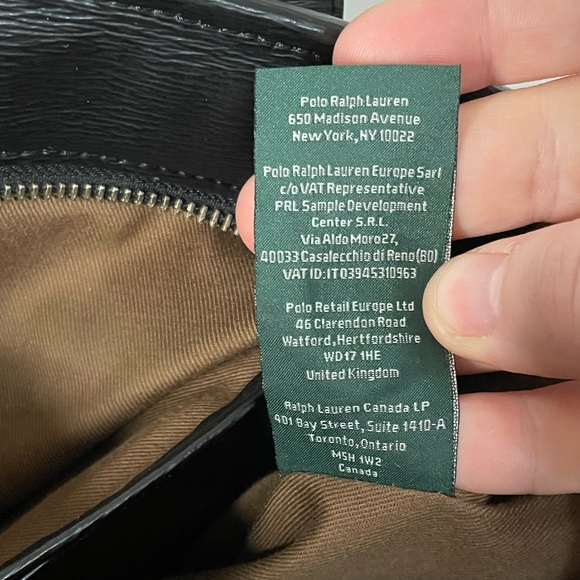 Polo Ralph Lauren
650 Madison Avenue
New York, NY 10022
Polo Ralph Lauren Europe Sarl
c/o VAT Representative
PRL Sample Development
Center S.R.L.
Via Aldo Moro 27,
40033 Casalecchio di Reno(BO)
VAT ID:IT03945310963
Polo Retail Europe Ltd
46 Clarendon Road
Watford, Hertfordshire
WD17 1HE
United Kingdom
Ralph Lauren Canada LP
401 Bay Street, Suite 1410-A
Toronto, Ontario
M5H 1W2
Canada